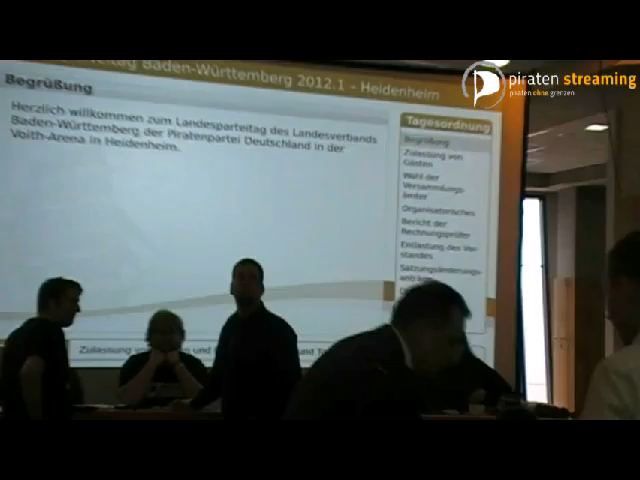 Baden-Württemberg 2012.1 - Heidenheim
piraten streaming
piraten ohne grenzen
Begrüßung
Herzlich willkommen zum Landesparteitag des Landesverbands
Baden-Württemberg der Piratenpartei Deutschland in der
Voith-Arena in Heidenheim.
Tagesordnung
Begrüßung
Zulassung von
Gästen
Wahl der
Versammlungs-
leiter
Organisatorisches
Bericht der
Rechnungsprüfer
Entlastung des Vor-
standes
Satzungsänderungs-
Zulassung
und
und